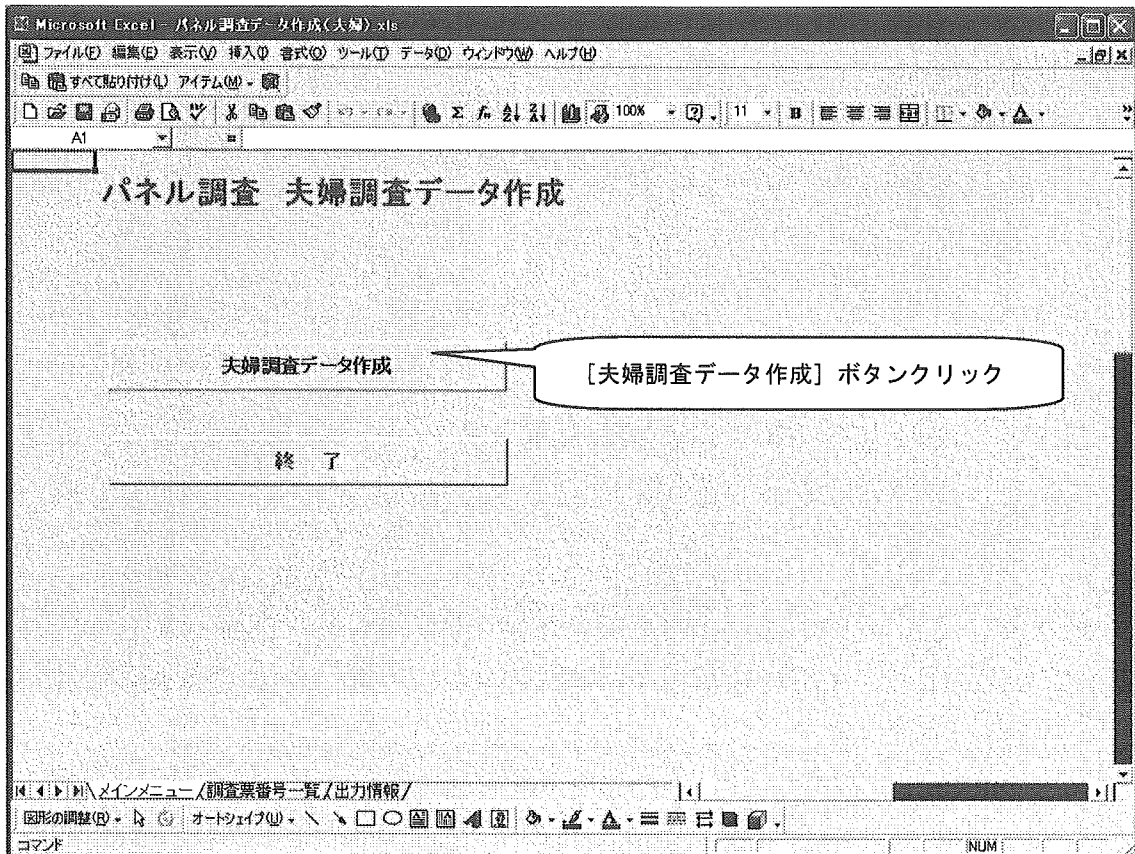 Microsoft Excel - パネル調査データ作成(夫婦).xls
ファイル(F) 編集(E) 表示(V) 挿入(I) 書式(O) ツール(T) データ(D) ウィンドウ(W) ヘルプ(H)
すべて貼り付け(L) アイテム(M)
100% 11 B
A1 =
パネル調査 夫婦調査データ作成
夫婦調査データ作成
[夫婦調査データ作成] ボタンクリック
終 了
メインメニュー/調査票番号一覧/出力情報/
図形の調整(R) オートシェイプ(U)
コマンド NUM